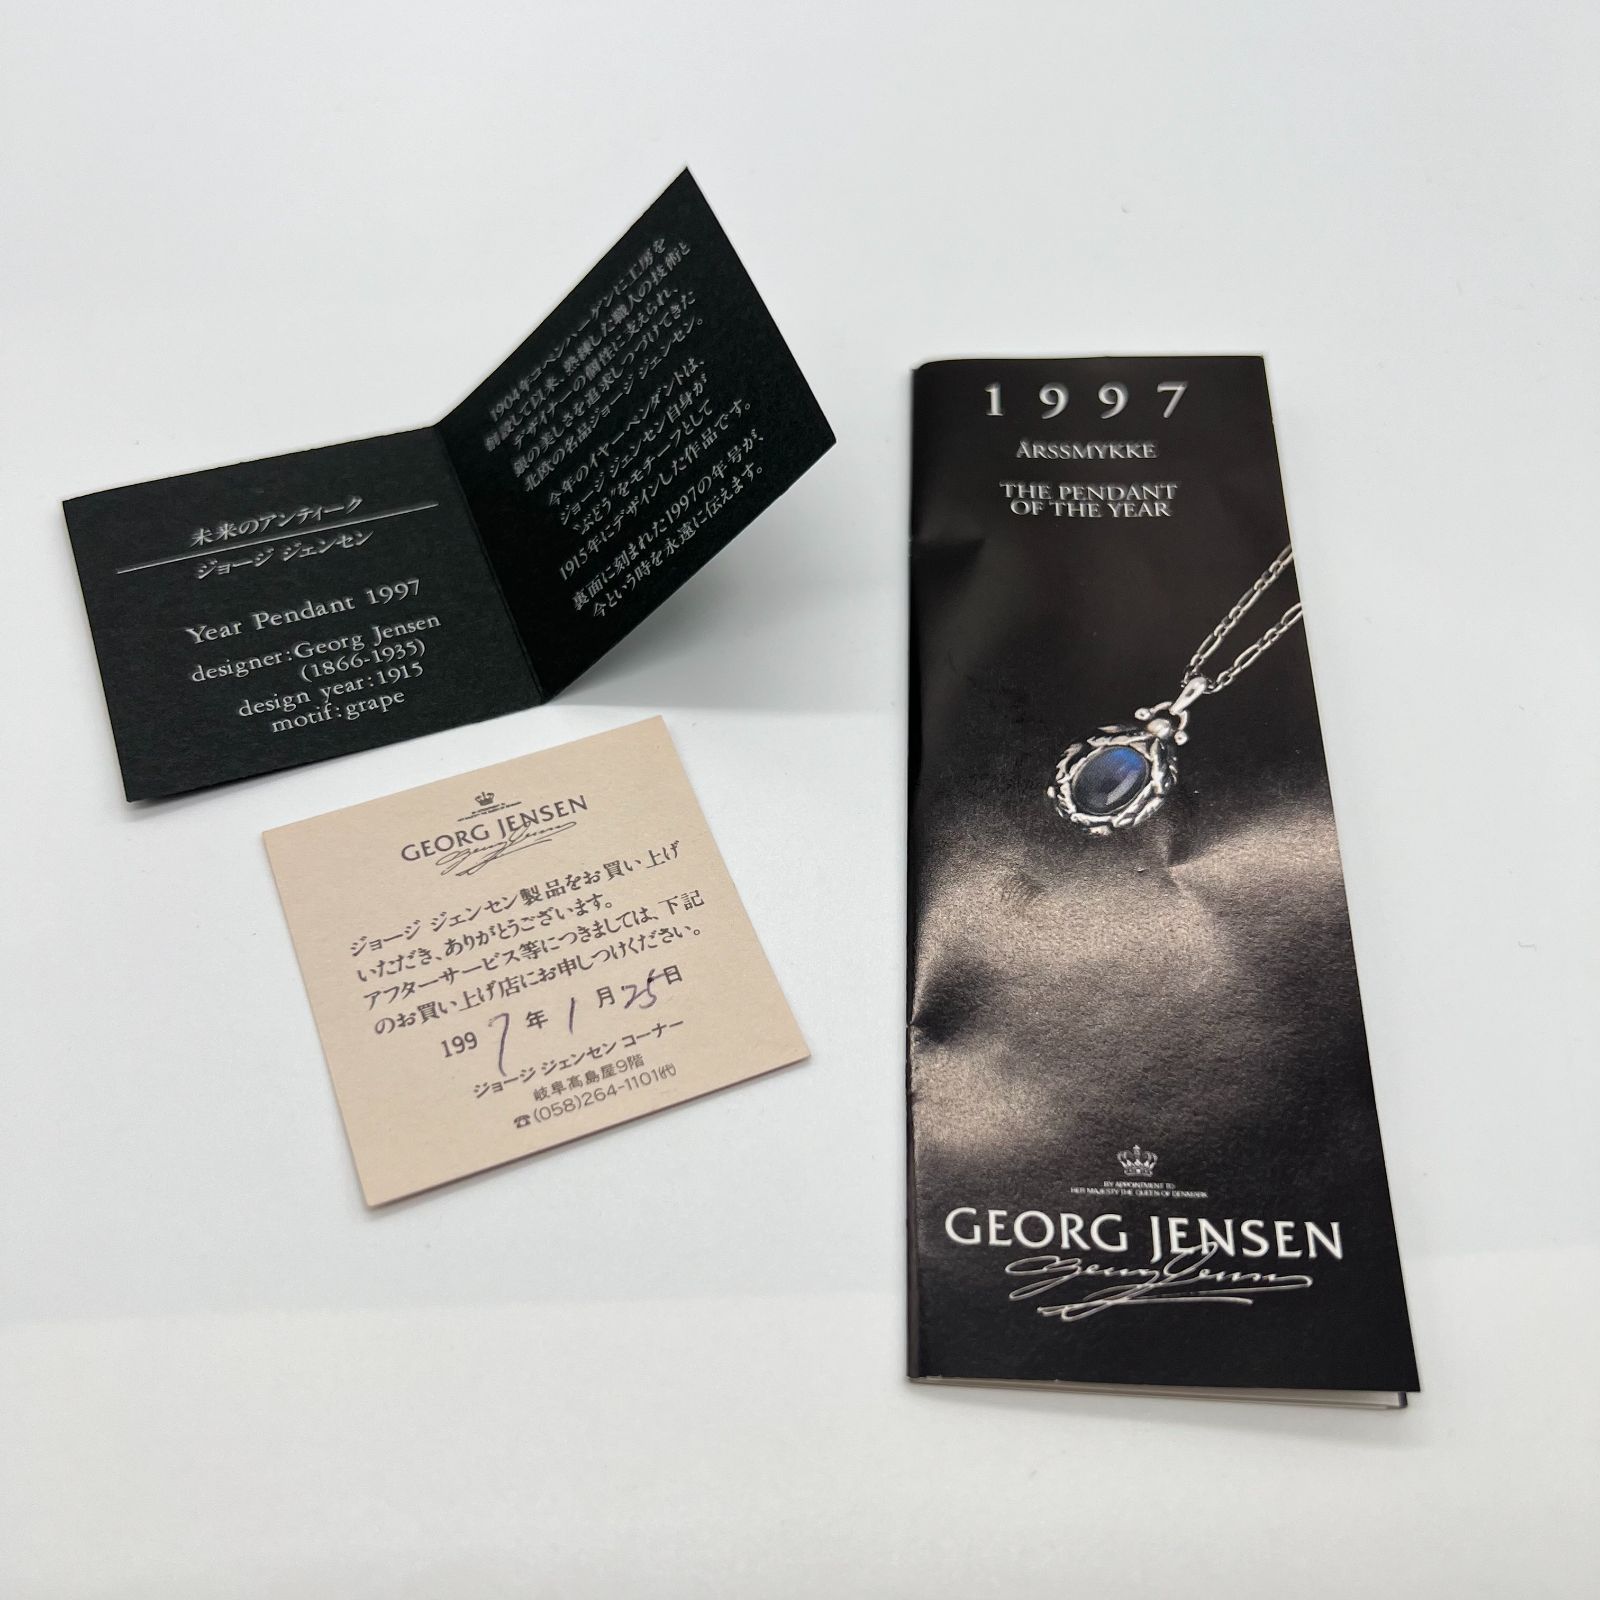 未来のアンティーク
ジョージ ジェンセン
Year Pendant 1997
designer:Georg Jensen
(1866-1935)
design year:1915
motif:grape
1904年コペンハーゲンに工房を
創設して以来、熟練した職人の技術と
デザイナーの個性に支えられ、
銀の美しさを追求しつづけてきた
北欧の名品ジョージ ジェンセン。
今年のイヤーペンダントは、
ジョージ ジェンセン自身が
“ぶどう”をモチーフとして
1915年にデザインした作品です。
裏面に刻まれた1997の年号が、
今という時を永遠に伝えます。
GEORG JENSEN
Georg Jensen
ジョージ ジェンセン製品をお買い上げ
いただき、ありがとうございます。
アフターサービス等につきましては、下記
のお買い上げ店にお申しつけください。
1997年1月25日
ジョージ ジェンセン コーナー
岐阜髙島屋9階
☎(058)264-1101㈹
1997
ÅRSSMYKKE
THE PENDANT
OF THE YEAR
BY APPOINTMENT TO
HER MAJESTY THE QUEEN OF DENMARK
GEORG JENSEN
Georg Jensen